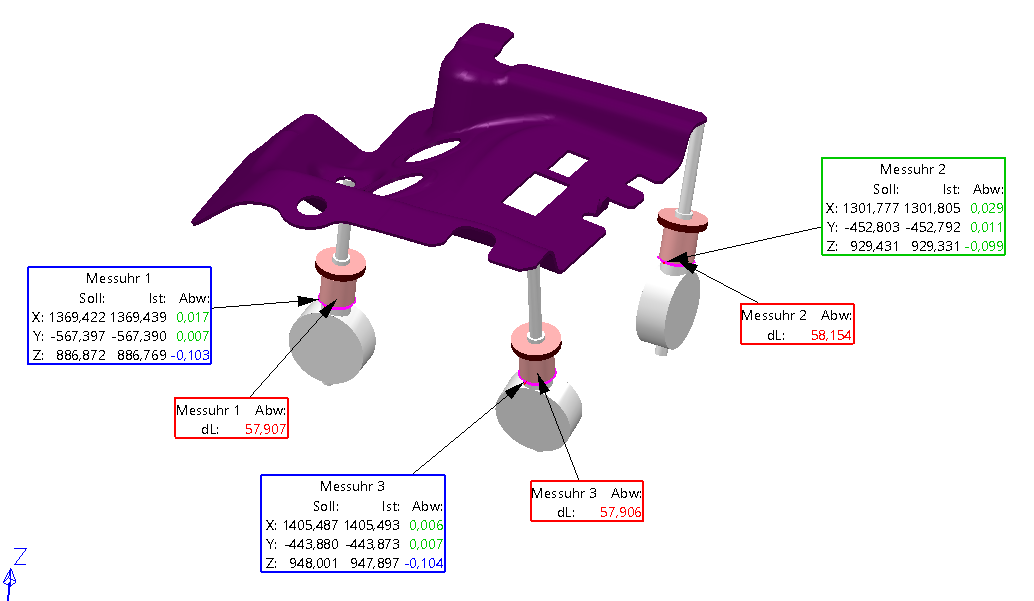 Messuhr 2
Soll: Ist: Abw:
X: 1301,777 1301,805 0,029
Y: -452,803 -452,792 0,011
Z: 929,431 929,331 -0,099
Messuhr 1
Soll: Ist: Abw:
X: 1369,422 1369,439 0,017
Y: -567,397 -567,390 0,007
Z: 886,872 886,769 -0,103
Messuhr 2 Abw:
dL: 58,154
Messuhr 1 Abw:
dL: 57,907
Messuhr 3
Soll: Ist: Abw:
X: 1405,487 1405,493 0,006
Y: -443,880 -443,873 0,007
Z: 948,001 947,897 -0,104
Messuhr 3 Abw:
dL: 57,906
Z